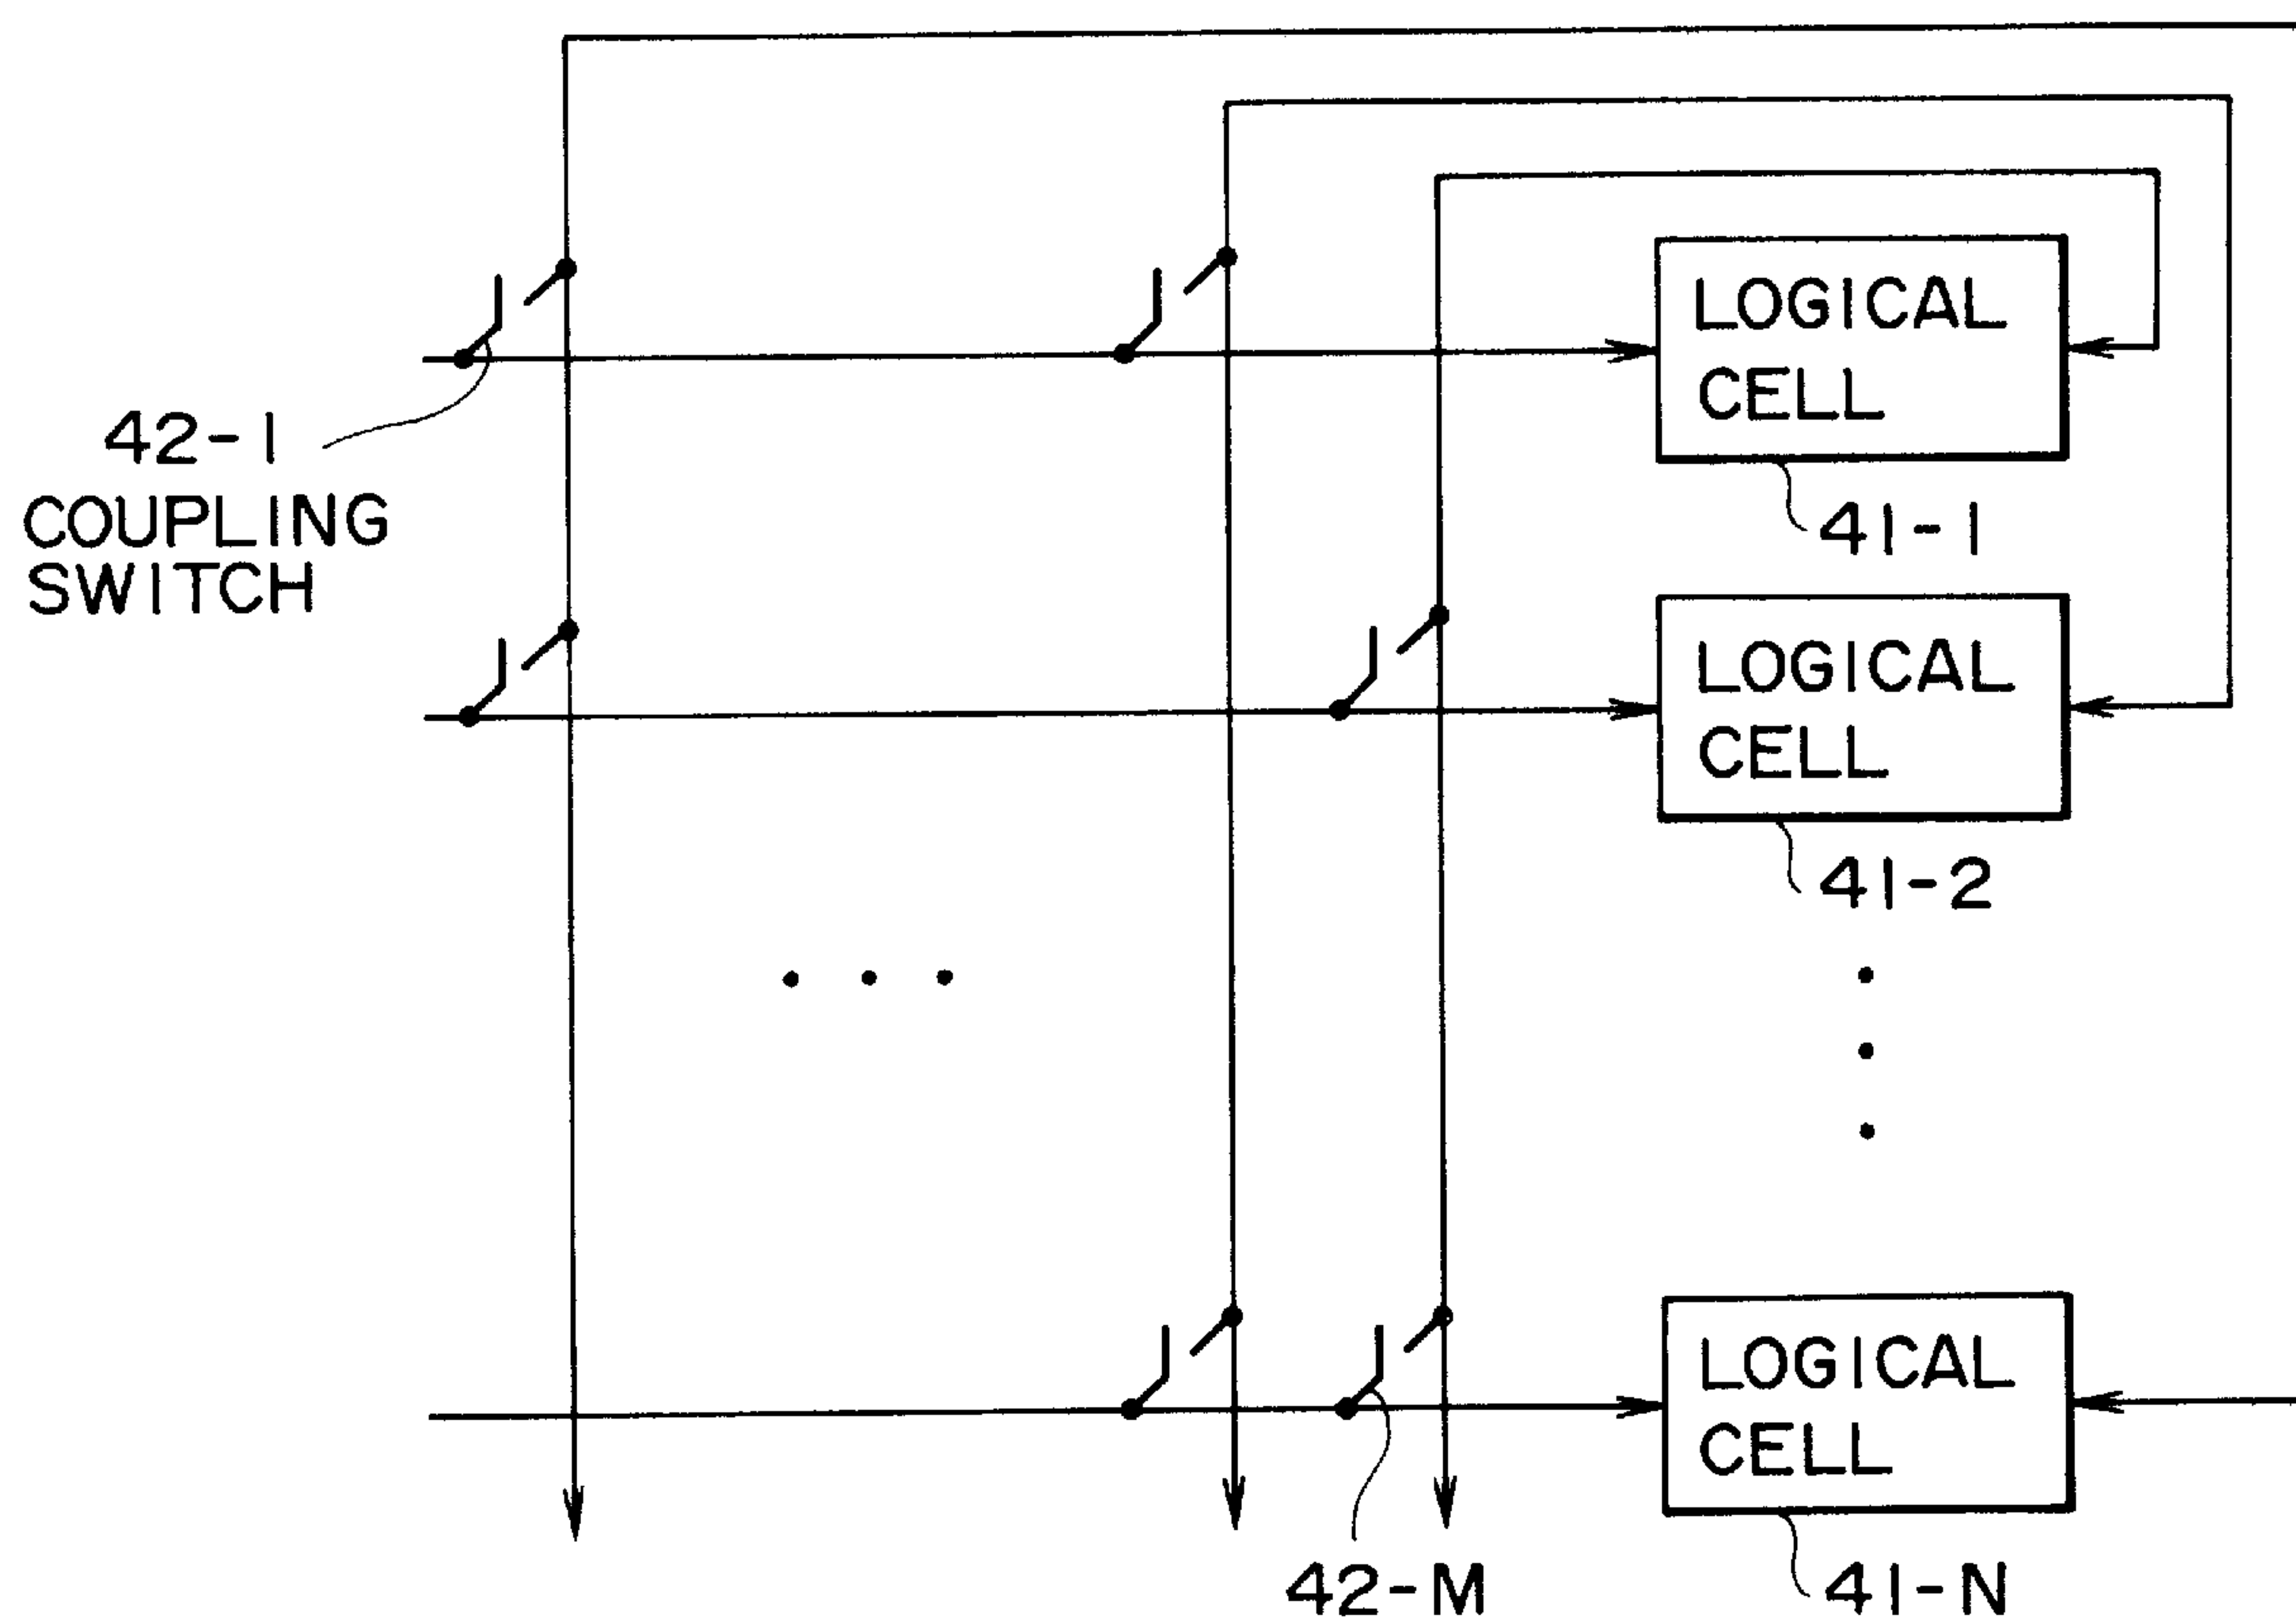 LOGICAL
CELL
41-1
42-1
COUPLING
SWITCH
LOGICAL
CELL
41-2
LOGICAL
CELL
41-N
42-M